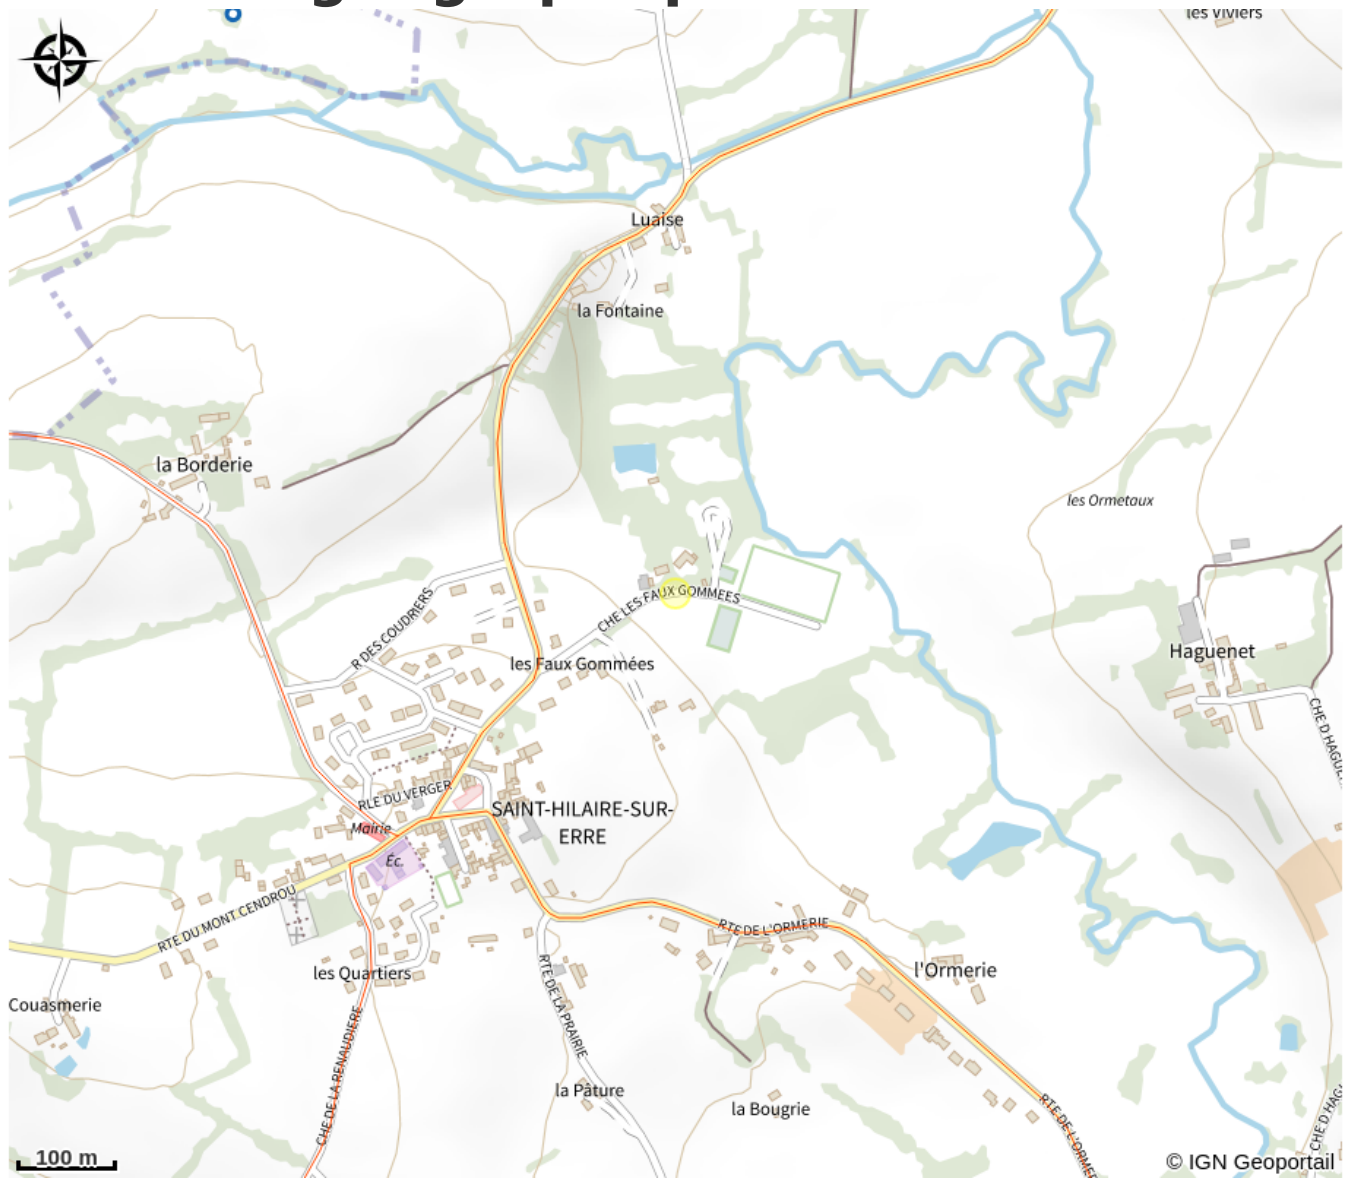 les Viviers
Luaise
la Fontaine
la Borderie
les Ormetaux
R DES COUDRIERS
CHE LES FAUX GOMMEES
les Faux Gommées
Haguenet
CHE D HAGUE
RLE DU VERGER
SAINT-HILAIRE-SUR-
ERRE
Mairie
Éc.
RTE DU MONT CENDROU
RTE DE L'ORMERIE
les Quartiers
l'Ormerie
Couasmerie
RTE DE LA PRAIRIE
CHE DE LA RENAUDIERE
la Pâture
la Bougrie
RTE DE L'ORMER
CHE D HAG
100 m
© IGN Geoportail